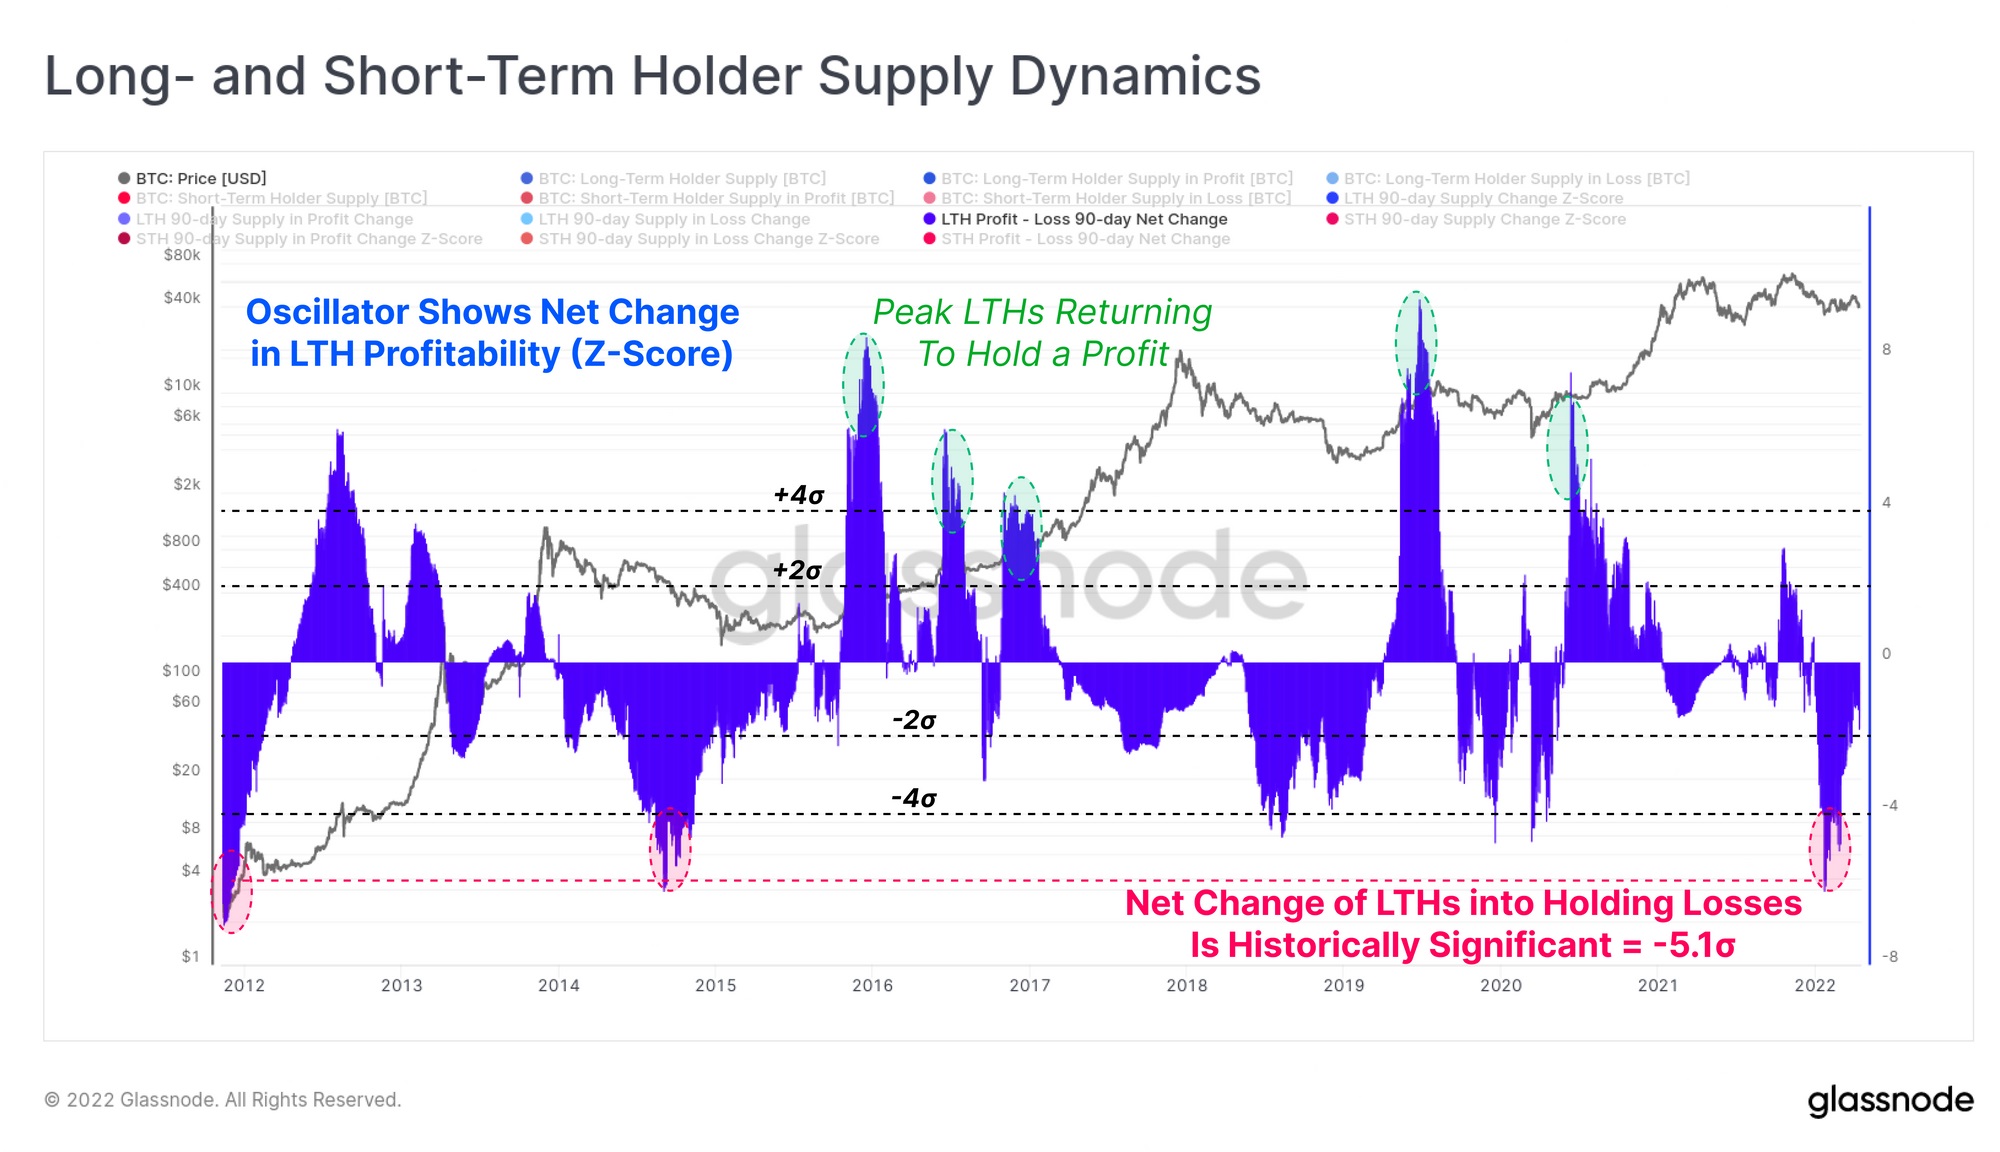 Long- and Short-Term Holder Supply Dynamics
BTC: Price [USD]
BTC: Long-Term Holder Supply [BTC]
BTC: Long-Term Holder Supply in Profit [BTC]
BTC: Long-Term Holder Supply in Loss [BTC]
BTC: Short-Term Holder Supply [BTC]
BTC: Short-Term Holder Supply in Profit [BTC]
BTC: Short-Term Holder Supply in Loss [BTC]
LTH 90-day Supply Change Z-Score
LTH 90-day Supply in Profit Change
LTH 90-day Supply in Loss Change
LTH Profit - Loss 90-day Net Change
STH 90-day Supply Change Z-Score
STH 90-day Supply in Profit Change Z-Score
STH 90-day Supply in Loss Change Z-Score
STH Profit - Loss 90-day Net Change
$80k
$40k
$10k
$6k
$2k
$800
$400
$100
$60
$20
$8
$4
$1
Oscillator Shows Net Change
in LTH Profitability (Z-Score)
Peak LTHs Returning
To Hold a Profit
+4σ
+2σ
-2σ
-4σ
glassnode
8
4
0
-4
-8
Net Change of LTHs into Holding Losses
Is Historically Significant = -5.1σ
2012
2013
2014
2015
2016
2017
2018
2019
2020
2021
2022
© 2022 Glassnode. All Rights Reserved.
glassnode